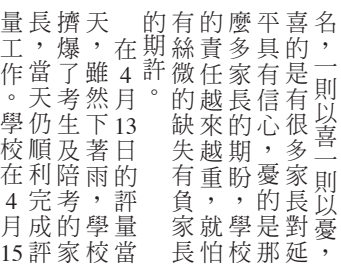 名，一則以喜一則以憂，
喜的是有很多家長對延
平具有信心，憂的是那
麼多家長的期盼，學校
的責任越來越重，就怕
有絲微的缺失有負家長
的期許。
在4月13日的評量當
天，雖然下著雨，學校
擠爆了考生及陪考的家
長，當天仍順利完成評
量工作。學校在4月15